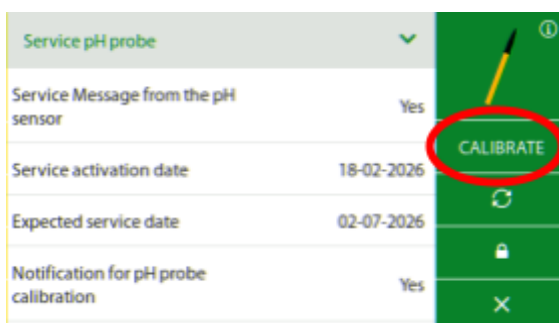 Service pH probe
Service Message from the pH
sensor
Yes
CALIBRATE
Service activation date
18-02-2026
Expected service date
02-07-2026
Notification for pH probe
calibration
Yes